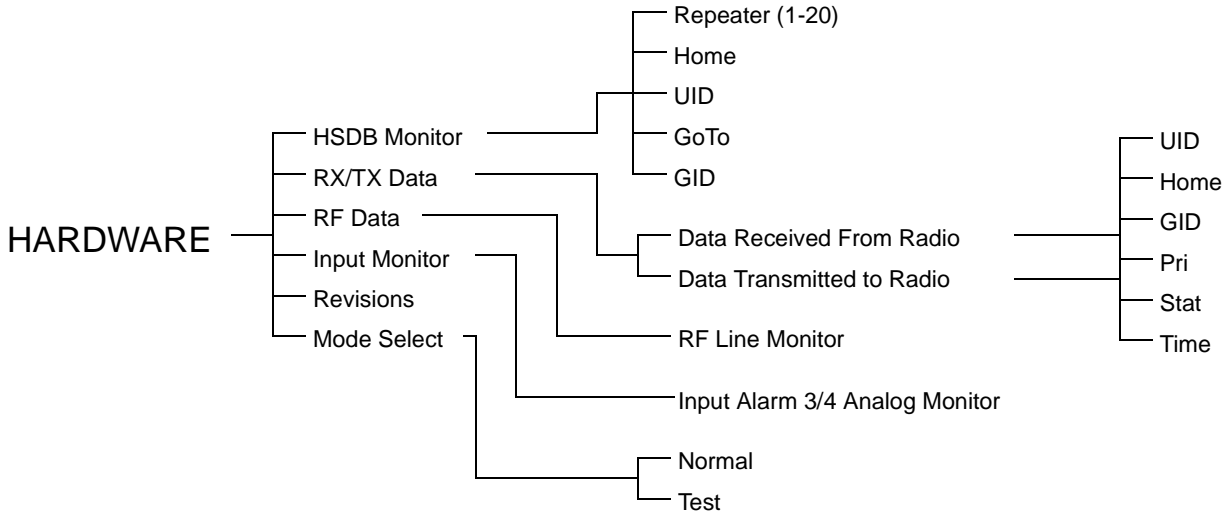 HARDWARE
HSDB Monitor
RX/TX Data
RF Data
Input Monitor
Revisions
Mode Select
Repeater (1-20)
Home
UID
GoTo
GID
Data Received From Radio
Data Transmitted to Radio
RF Line Monitor
Input Alarm 3/4 Analog Monitor
Normal
Test
UID
Home
GID
Pri
Stat
Time